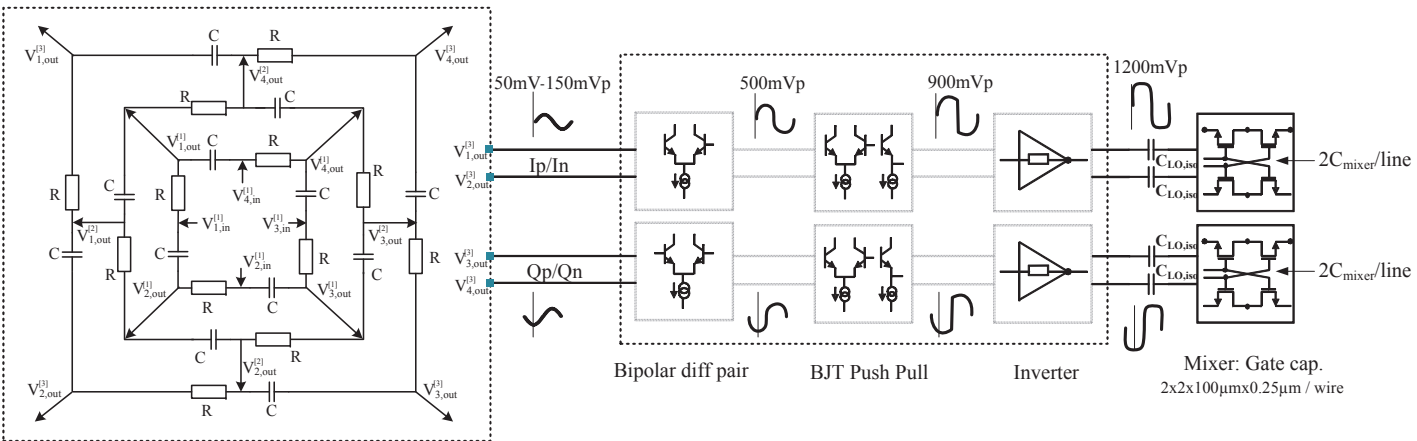 C
R
V[3]1,out
V[3]4,out
V[2]4,out
R
C
V[1]1,out
C
R
V[1]4,out
R
C
C
R
V[1]4,in
R
C
R
C
V[2]1,out
V[1]1,in
V[1]3,in
V[2]3,out
C
R
C
V[1]2,in
R
C
R
V[1]2,out
R
C
V[1]3,out
C
R
V[2]2,out
V[3]2,out
R
C
V[3]3,out
50mV-150mVp
500mVp
900mVp
1200mVp
V[3]1,out
V[3]2,out
Ip/In
CLO,iso
CLO,iso
2Cmixer/line
V[3]3,out
V[3]4,out
Qp/Qn
CLO,iso
CLO,iso
2Cmixer/line
Bipolar diff pair
BJT Push Pull
Inverter
Mixer: Gate cap.
2x2x100µmx0.25µm / wire